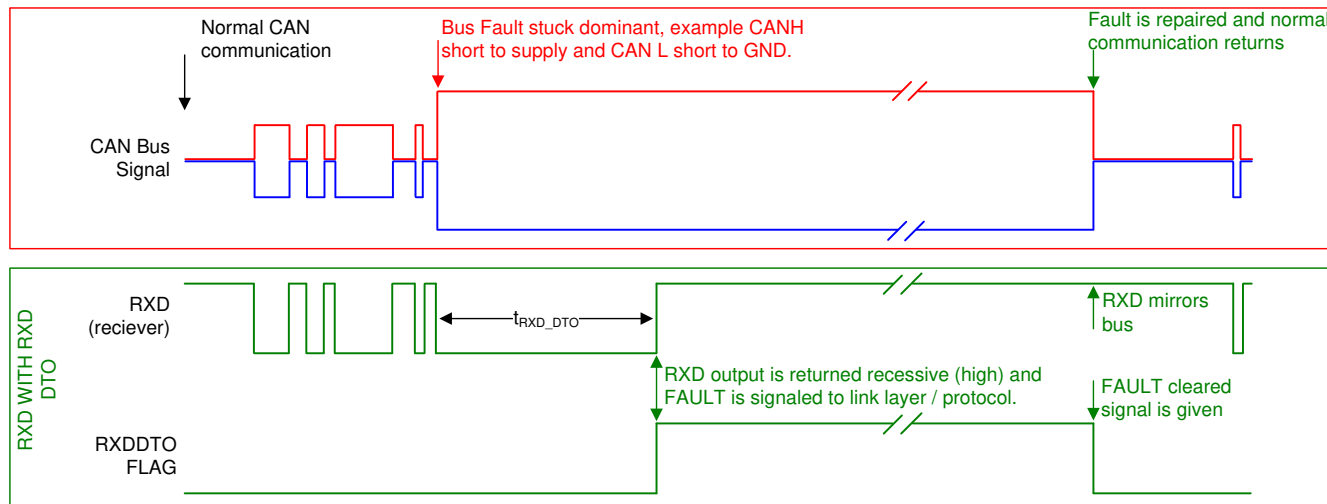 Normal CAN
communication
Bus Fault stuck dominant, example CANH
short to supply and CAN L short to GND.
Fault is repaired and normal
communication returns
CAN Bus
Signal
RXD WITH RXD
DTO
RXD
(reciever)
tRXD_DTO
RXD mirrors
bus
RXD output is returned recessive (high) and
FAULT is signaled to link layer / protocol.
FAULT cleared
signal is given
RXDDTO
FLAG